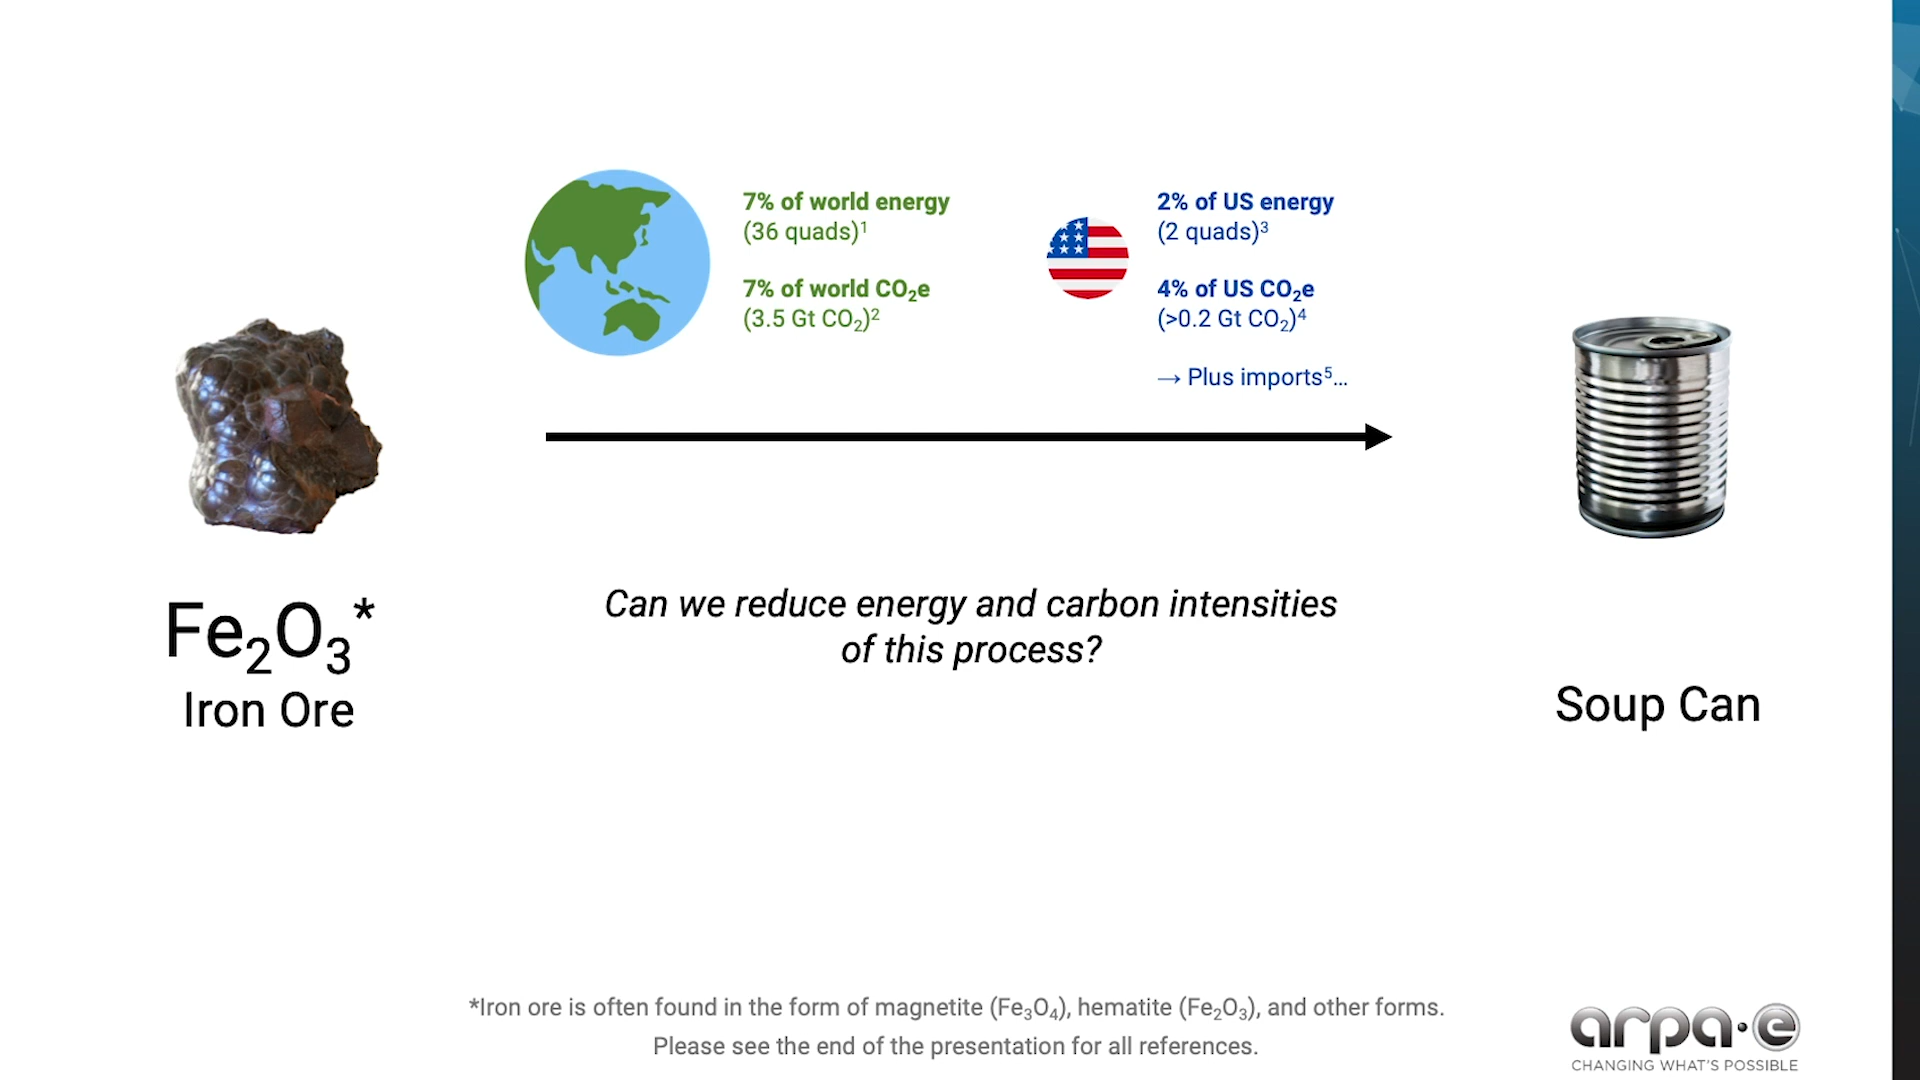 7% of world energy
(36 quads)¹
7% of world CO₂e
(3.5 Gt CO₂)²
2% of US energy
(2 quads)³
4% of US CO₂e
(>0.2 Gt CO₂)⁴
→ Plus imports⁵...
Can we reduce energy and carbon intensities
of this process?
Fe₂O₃*
Iron Ore
Soup Can
*Iron ore is often found in the form of magnetite (Fe₃O₄), hematite (Fe₂O₃), and other forms.
Please see the end of the presentation for all references.
arpa·e
CHANGING WHAT'S POSSIBLE